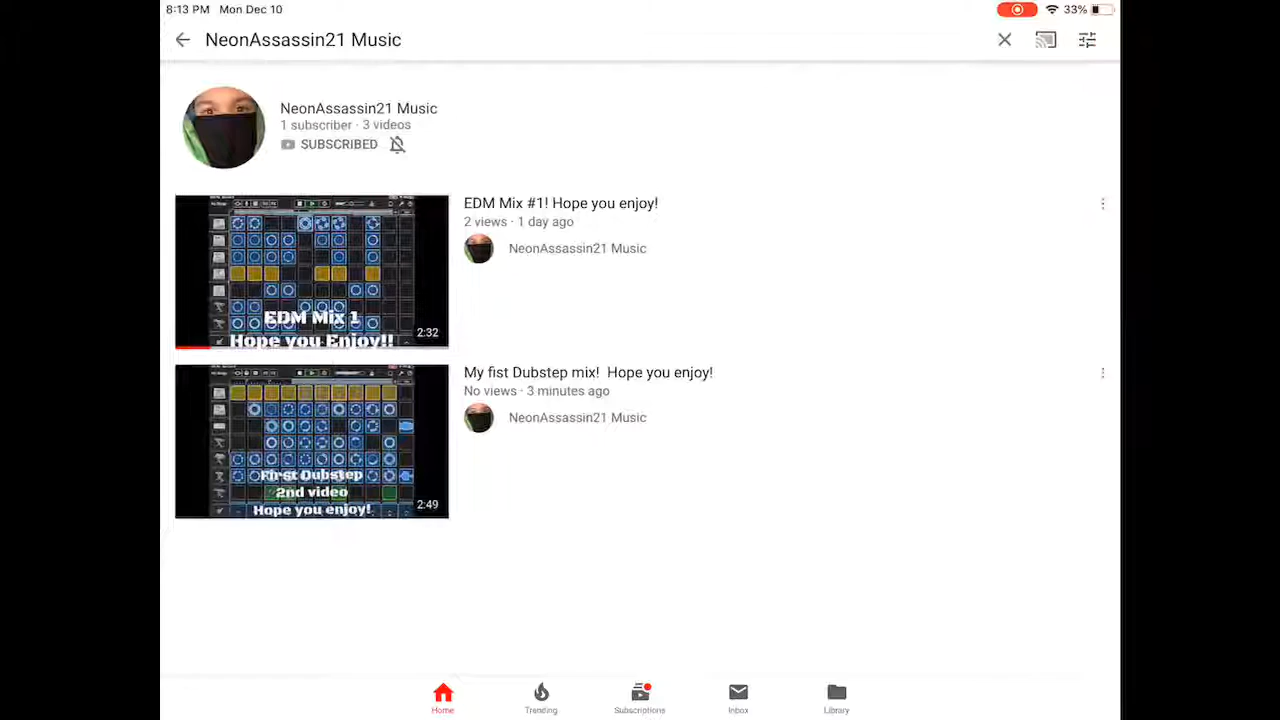 8:13 PM Mon Dec 10
33%
NeonAssassin21 Music
NeonAssassin21 Music
1 subscriber · 3 videos
SUBSCRIBED
EDM Mix #1! Hope you enjoy!
2 views · 1 day ago
NeonAssassin21 Music
EDM Mix 1
Hope you Enjoy!!
2:32
My fist Dubstep mix!  Hope you enjoy!
No views · 3 minutes ago
NeonAssassin21 Music
First Dubstep
2nd video
Hope you enjoy!
2:49
Home
Trending
Subscriptions
Inbox
Library